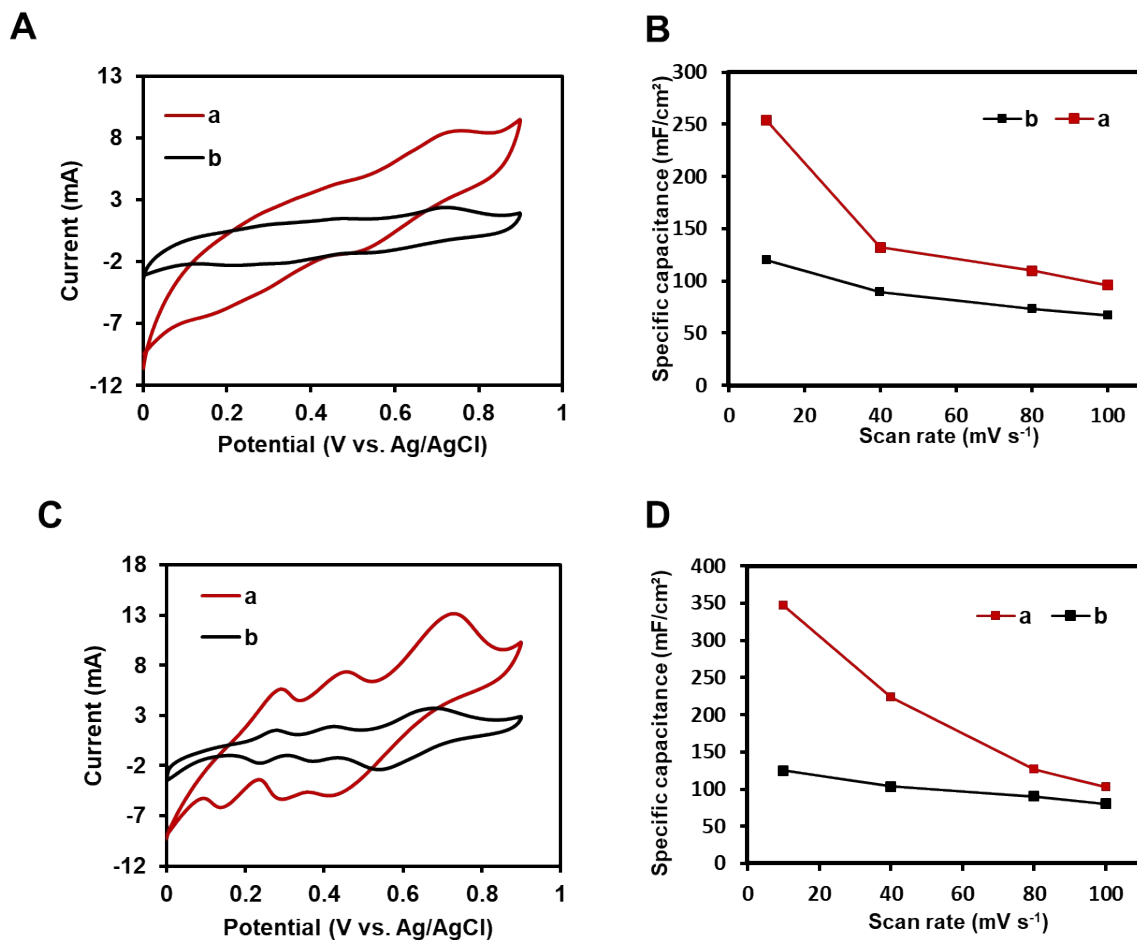 A
13
8
3
-2
-7
-12
a
b
0
0.2
0.4
0.6
0.8
1
Current (mA)
Potential (V vs. Ag/AgCl)
B
300
250
200
150
100
50
0
b
a
0
20
40
60
80
100
Specific capacitance (mF/cm²)
Scan rate (mV s⁻¹)
C
18
13
8
3
-2
-7
-12
a
b
0
0.2
0.4
0.6
0.8
1
Current (mA)
Potential (V vs. Ag/AgCl)
D
400
350
300
250
200
150
100
50
0
a
b
0
20
40
60
80
100
Specific capacitance (mF/cm²)
Scan rate (mV s⁻¹)